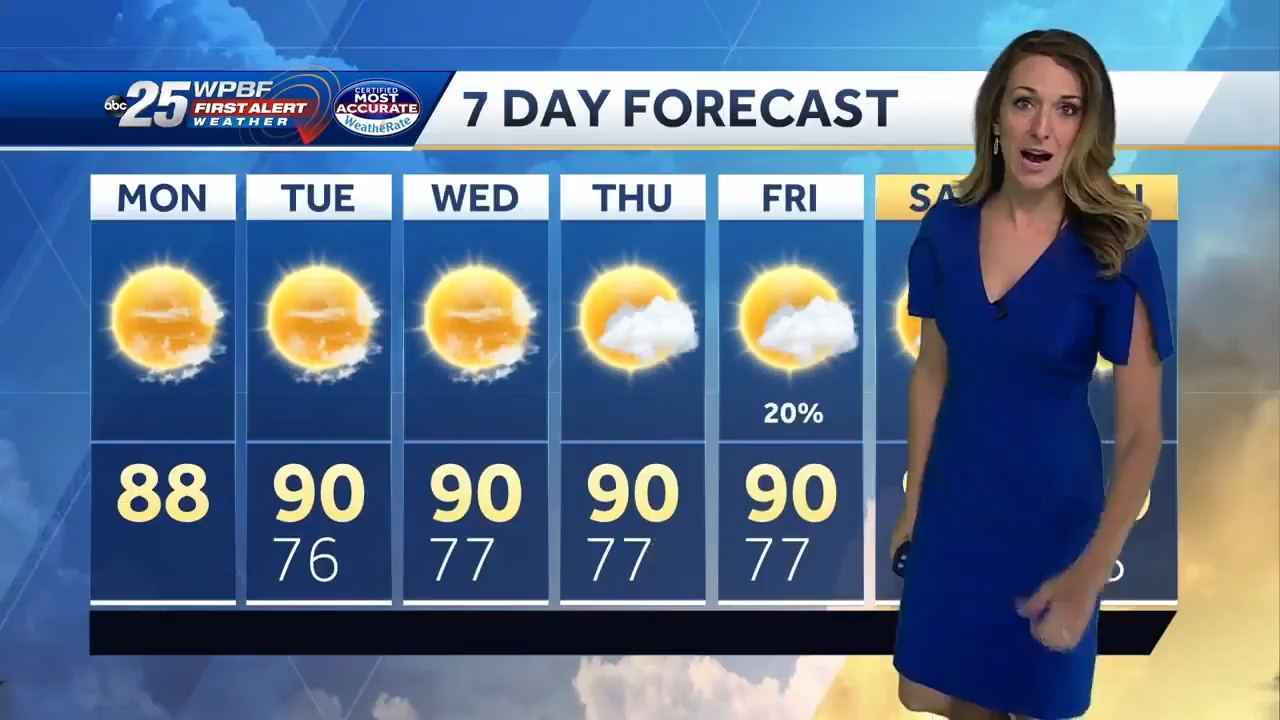 abc 25 WPBF
FIRST ALERT
WEATHER
CERTIFIED
MOST
ACCURATE
WeatheRate
7 DAY FORECAST
MON TUE WED THU FRI
20%
88 90 90 90 90
76 77 77 77